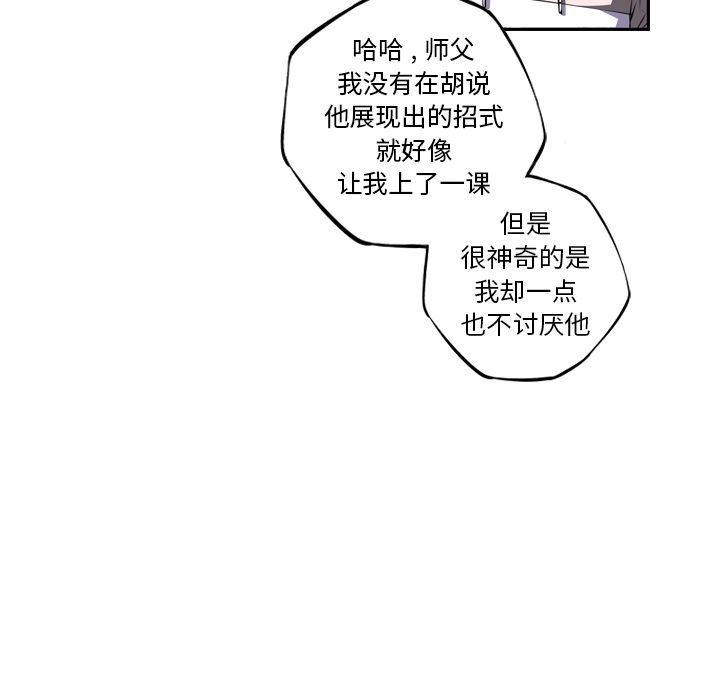 哈哈，师父
我没有在胡说
他展现出的招式
就好像
让我上了一课
但是
很神奇的是
我却一点
也不讨厌他